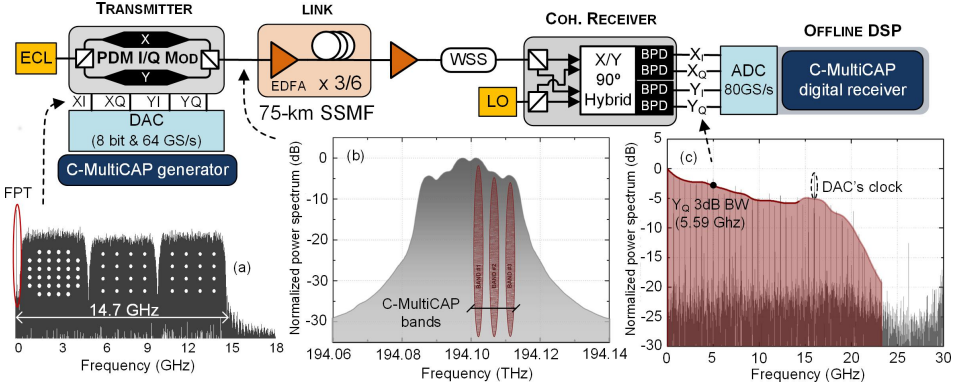 TRANSMITTER
LINK
COH. RECEIVER
OFFLINE DSP
ECL
X
PDM I/Q MOD
Y
XI XQ YI YQ
DAC
(8 bit & 64 GS/s)
C-MultiCAP generator
EDFA x 3/6
75-km SSMF
WSS
LO
X/Y
90º
Hybrid
BPD
BPD
BPD
BPD
XI
XQ
YI
YQ
ADC
80GS/s
C-MultiCAP
digital receiver
FPT
(a)
14.7 GHz
0 3 6 9 12 15 18
Frequency (GHz)
(b)
Normalized power spectrum (dB)
0
-10
-20
-30
BAND #1
BAND #2
BAND #3
C-MultiCAP
bands
194.06 194.08 194.10 194.12 194.14
Frequency (THz)
(c)
Normalized power spectrum (dB)
0
-5
-10
-15
-20
-25
-30
DAC's clock
YQ 3dB BW
(5.59 Ghz)
0 5 10 15 20 25 30
Frequency (GHz)